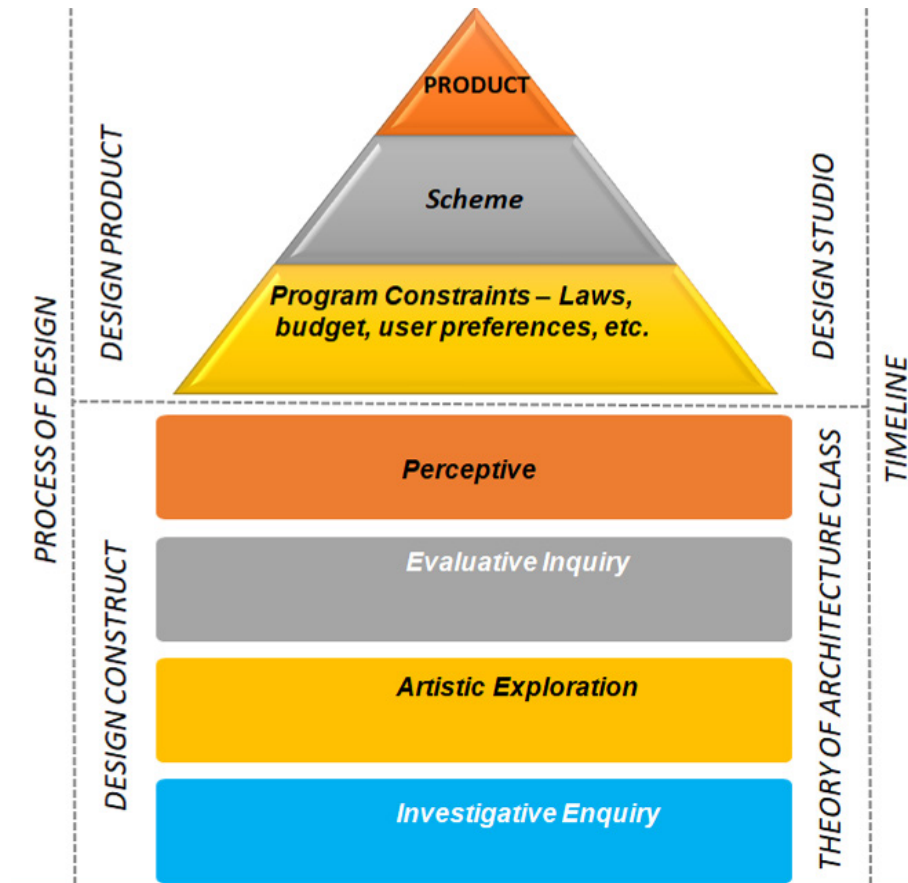 PRODUCT
Scheme
Program Constraints – Laws,
budget, user preferences, etc.
DESIGN PRODUCT
DESIGN STUDIO
PROCESS OF DESIGN
TIMELINE
Perceptive
Evaluative Inquiry
Artistic Exploration
Investigative Enquiry
DESIGN CONSTRUCT
THEORY OF ARCHITECTURE CLASS